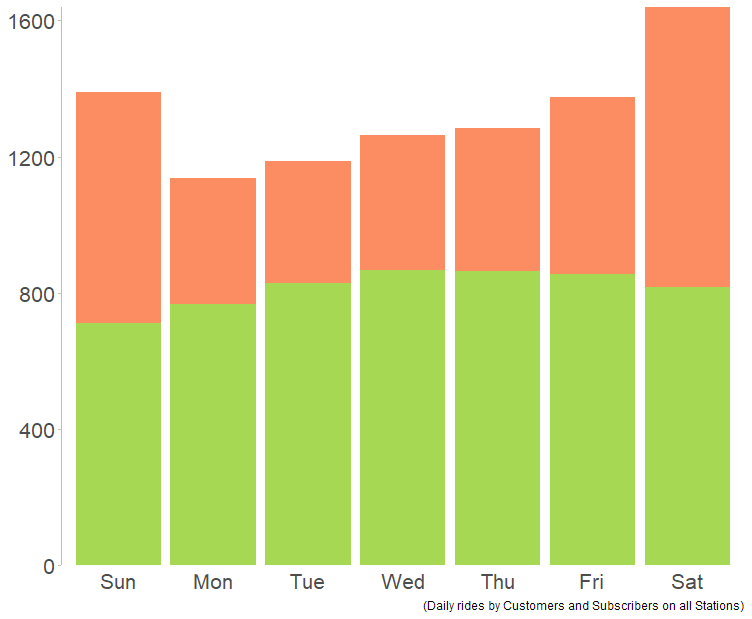 1600
1200
800
400
0
Sun Mon Tue Wed Thu Fri Sat
(Daily rides by Customers and Subscribers on all Stations)